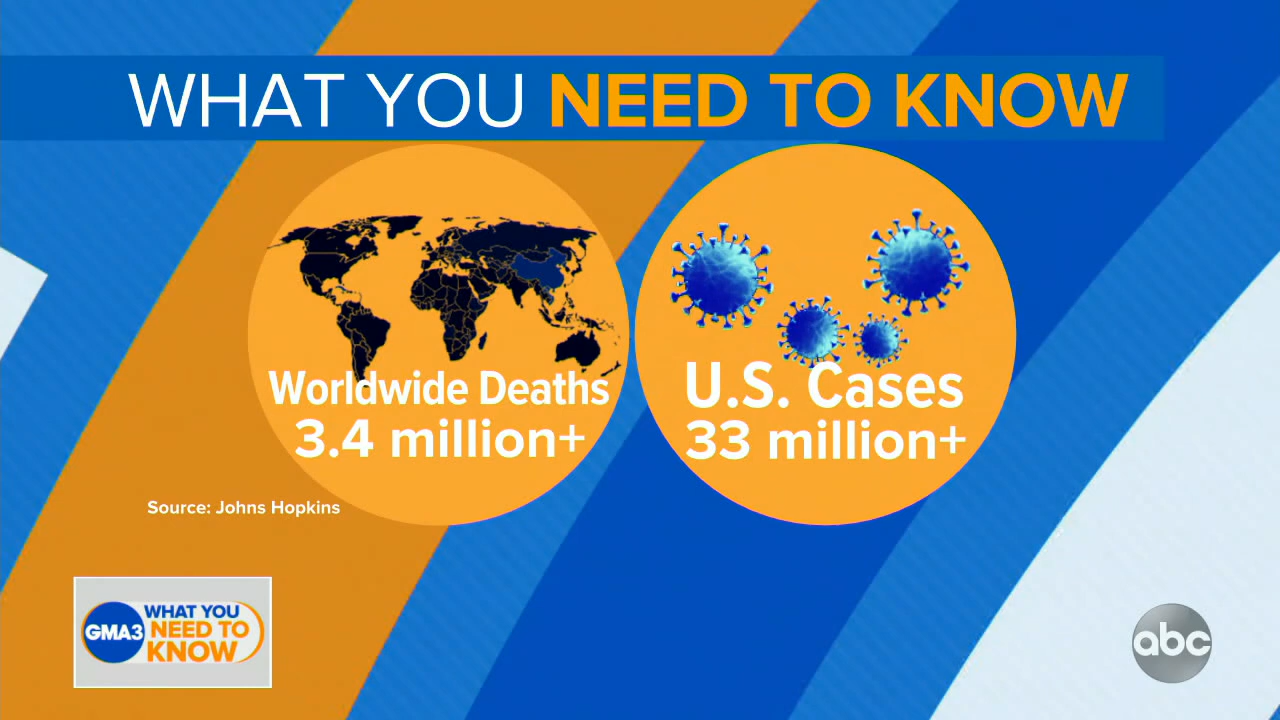 WHAT YOU NEED TO KNOW
Worldwide Deaths
3.4 million+
U.S. Cases
33 million+
Source: Johns Hopkins
GMA3
WHAT YOU
NEED TO
KNOW
abc